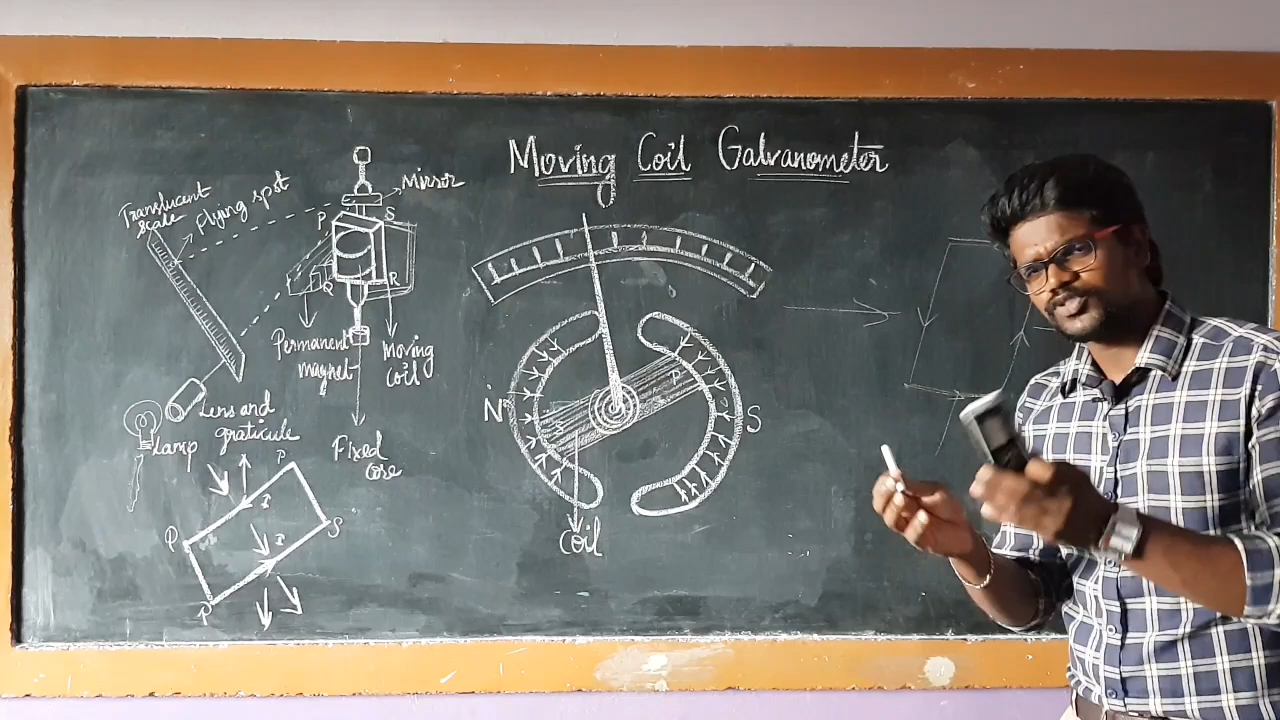 Moving Coil Galvanometer
Translucent
scale
Flying spot
Mirror
P
S
Q
R
Permanent
magnet
Moving
coil
Lens and
graticule
Lamp
Fixed
core
N
S
P
coil
P
I
I
S